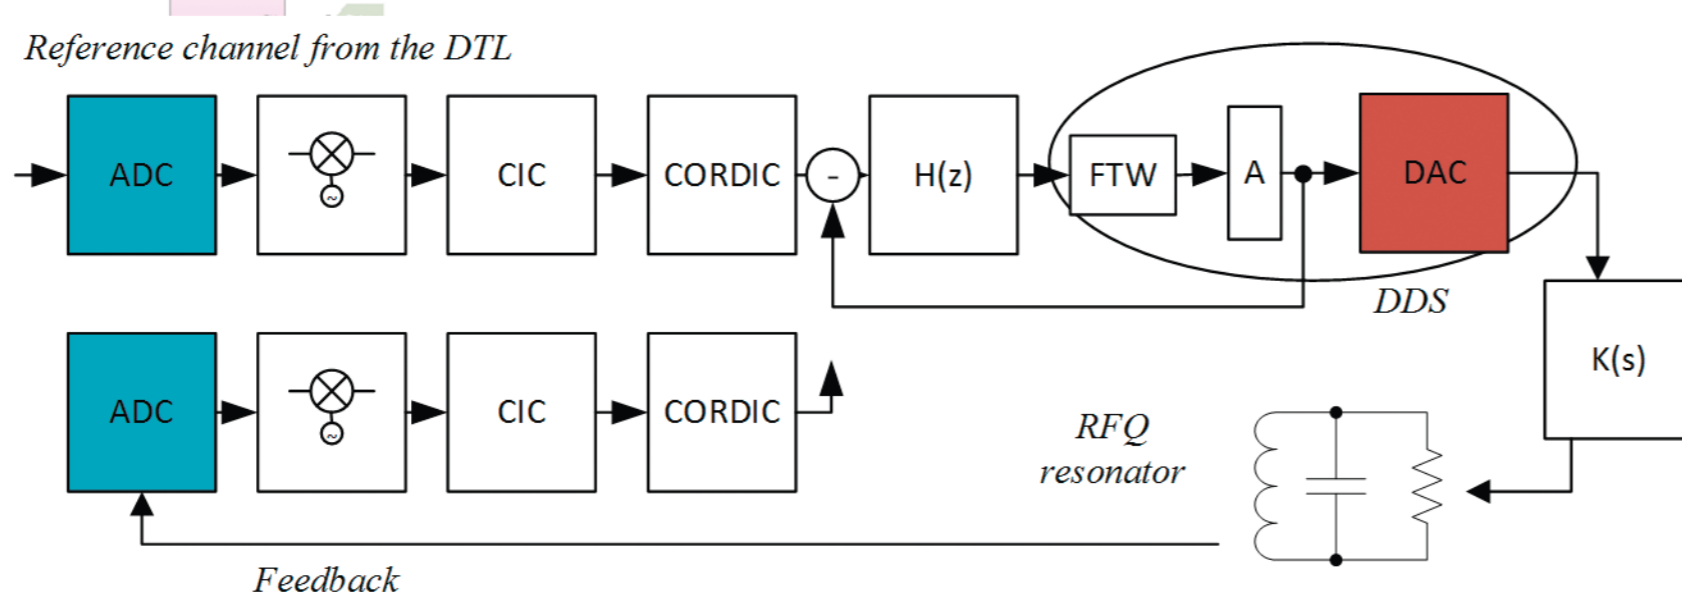 Reference channel from the DTL
ADC
~
CIC
CORDIC
-
H(z)
FTW
A
DAC
DDS
K(s)
ADC
~
CIC
CORDIC
RFQ
resonator
Feedback